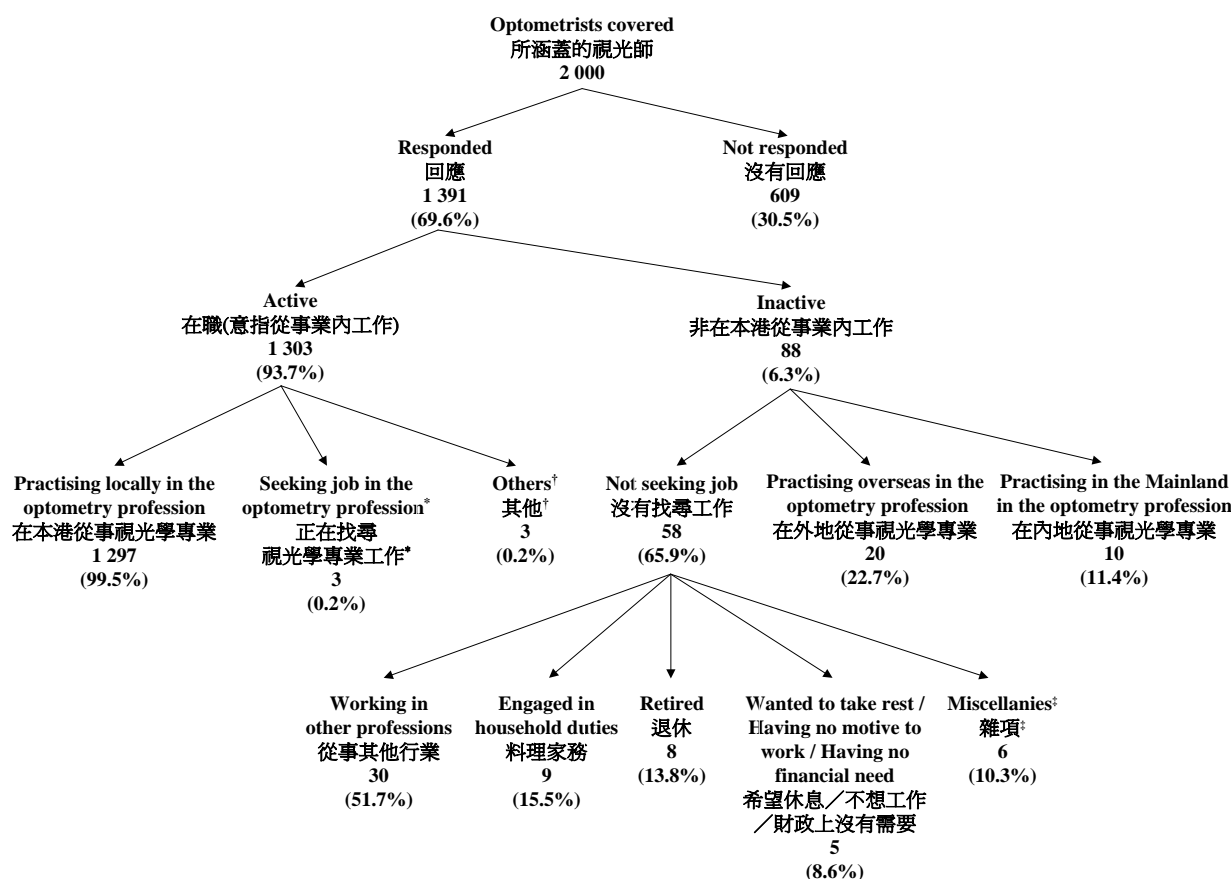 Optometrists covered
所涵蓋的視光師
2 000
Responded
回應
1 391
(69.6%)
Not responded
沒有回應
609
(30.5%)
Active
在職(意指從事業內工作)
1 303
(93.7%)
Inactive
非在本港從事業內工作
88
(6.3%)
Practising locally in the
optometry profession
在本港從事視光學專業
1 297
(99.5%)
Seeking job in the
optometry profession*
正在找尋
視光學專業工作*
3
(0.2%)
Others†
其他†
3
(0.2%)
Not seeking job
沒有找尋工作
58
(65.9%)
Practising overseas in the
optometry profession
在外地從事視光學專業
20
(22.7%)
Practising in the Mainland
in the optometry profession
在內地從事視光學專業
10
(11.4%)
Working in
other professions
從事其他行業
30
(51.7%)
Engaged in
household duties
料理家務
9
(15.5%)
Retired
退休
8
(13.8%)
Wanted to take rest /
Having no motive to
work / Having no
financial need
希望休息／不想工作
／財政上沒有需要
5
(8.6%)
Miscellanies‡
雜項‡
6
(10.3%)